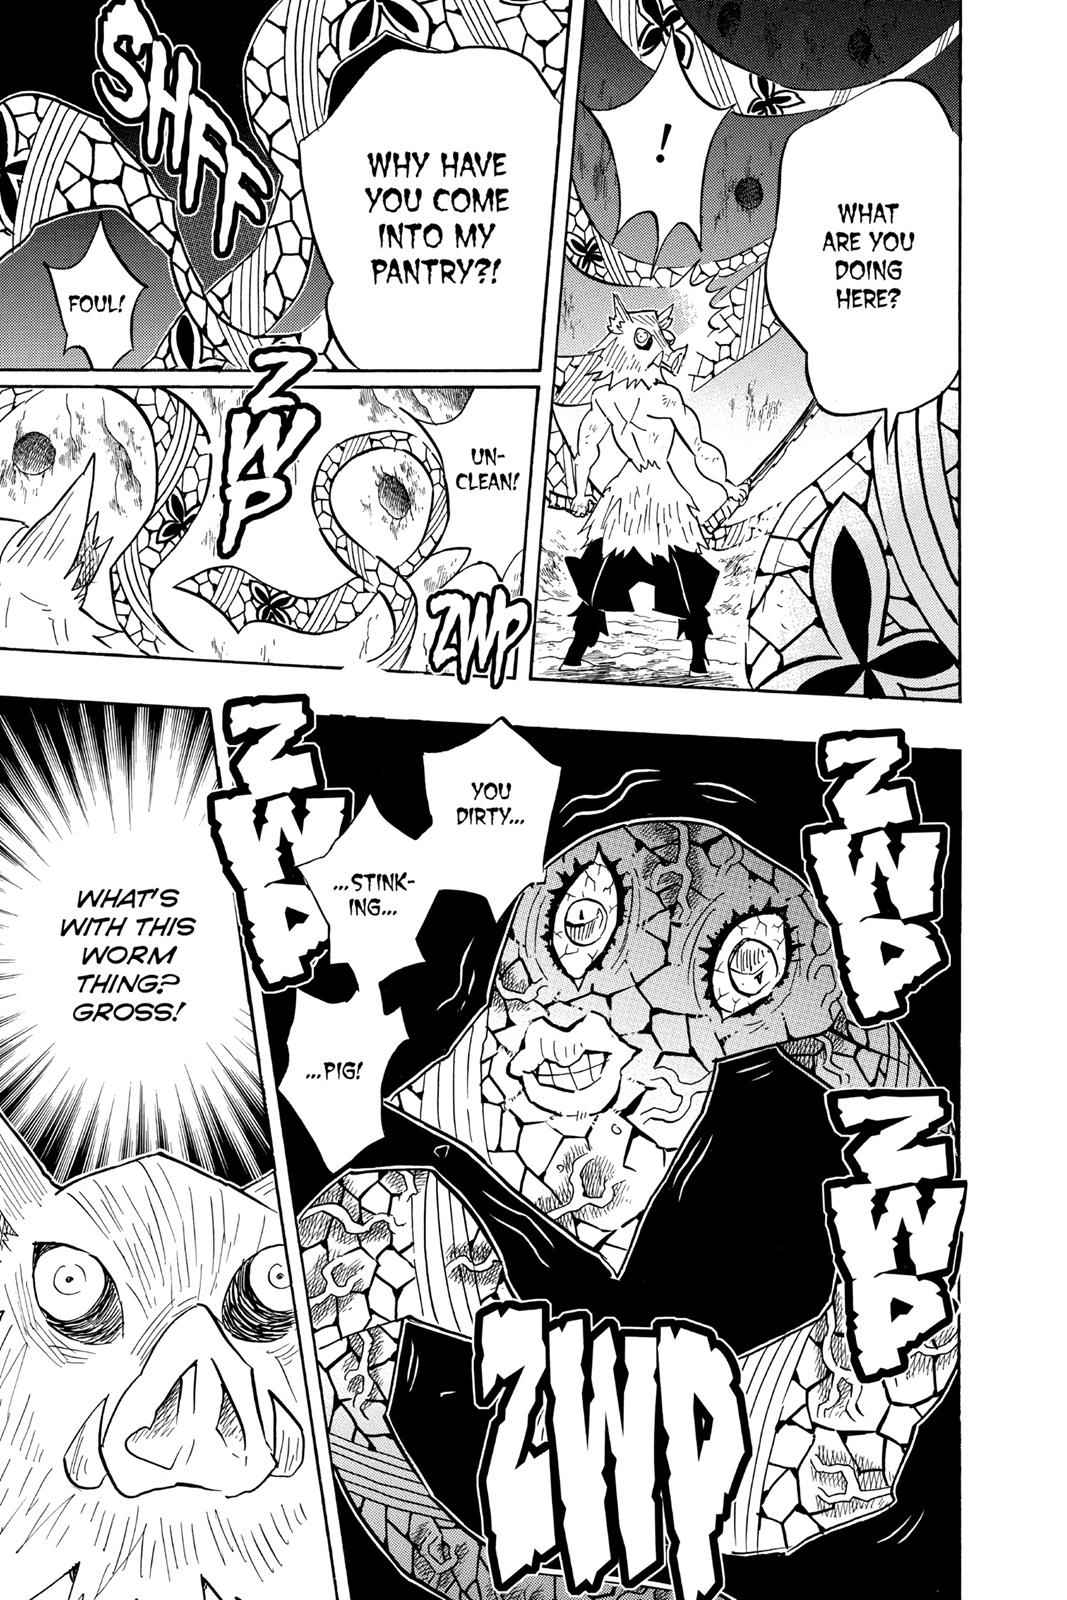 !
WHAT
ARE YOU
DOING
HERE?
WHY HAVE
YOU COME
INTO MY
PANTRY?!
SHFF
FOUL!
UN-
CLEAN!
ZWP
ZWP
YOU
DIRTY...
...STINK-
ING...
...PIG!
ZWP
ZWP
ZWP
ZWP
WHAT'S
WITH THIS
WORM
THING?
GROSS!